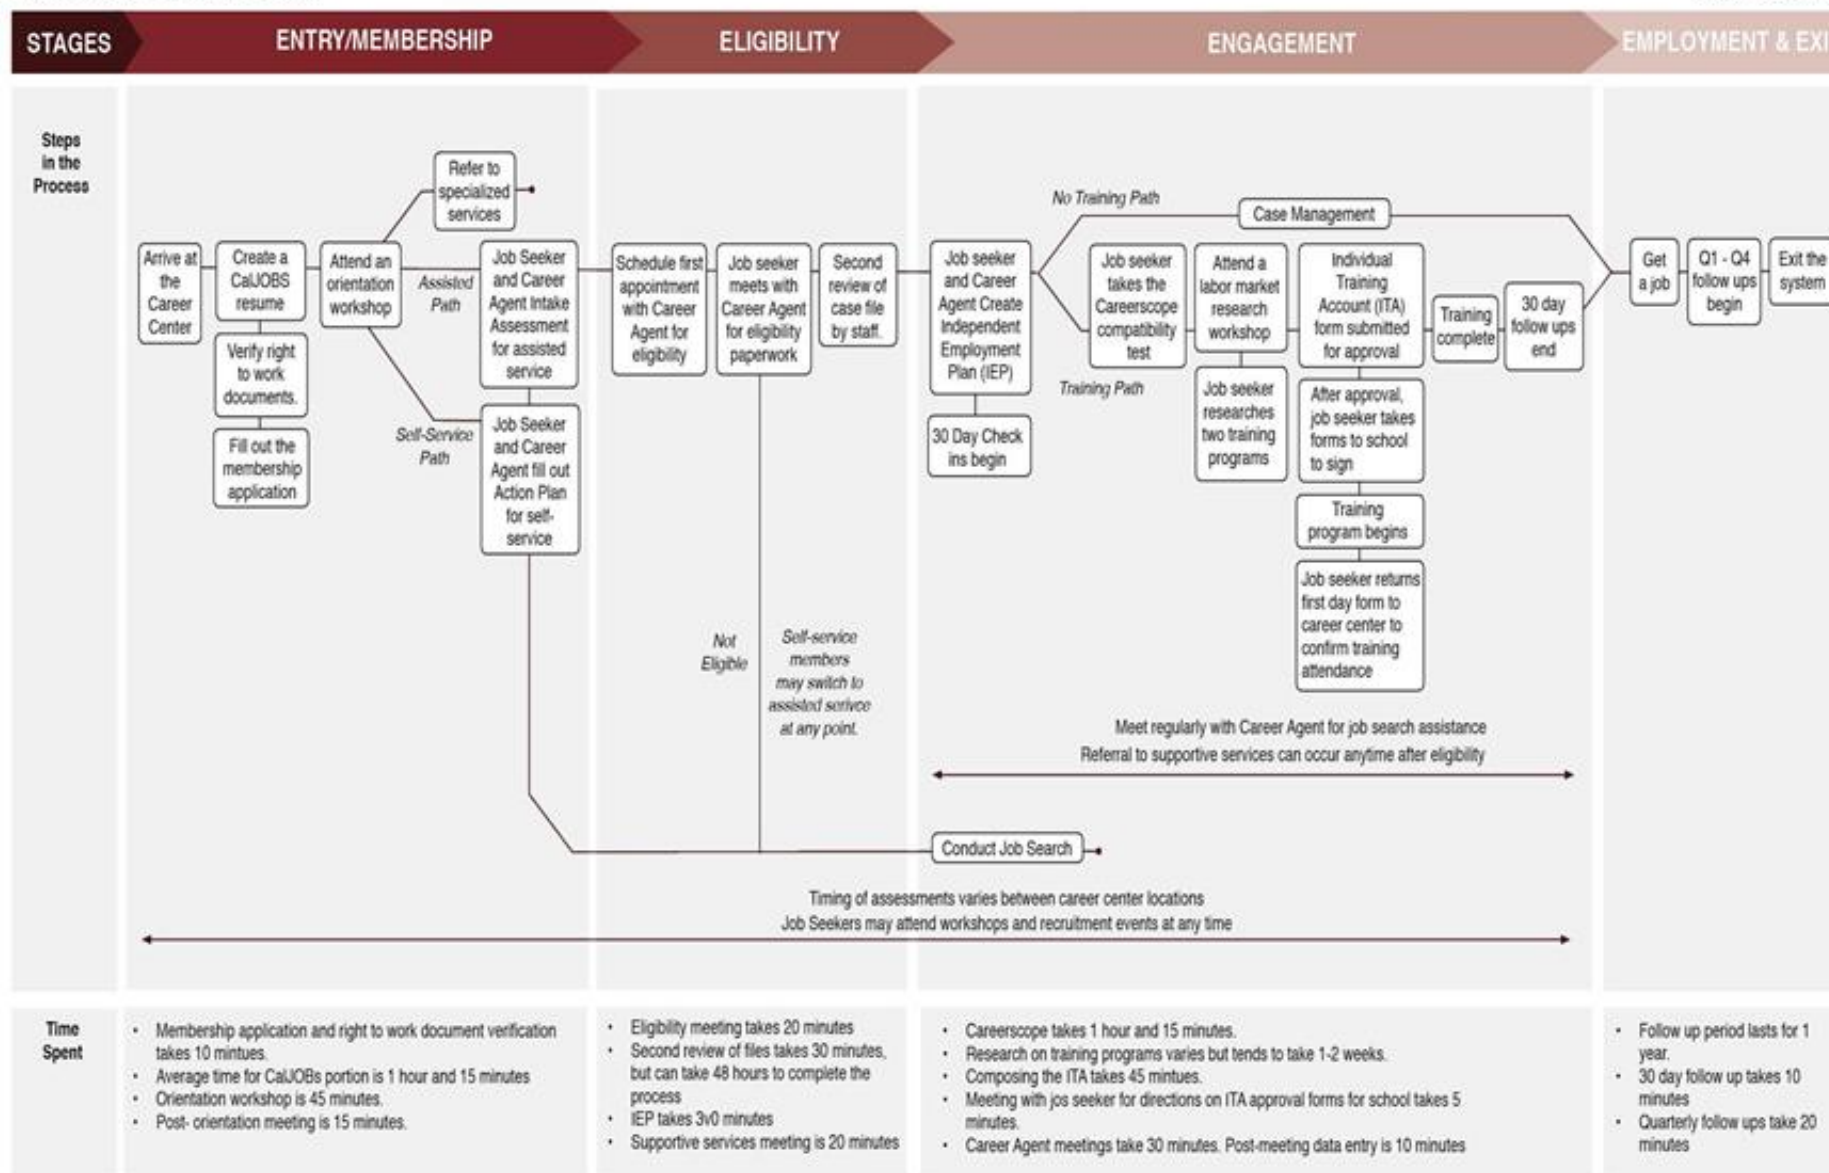 STAGES
ENTRY/MEMBERSHIP
ELIGIBILITY
ENGAGEMENT
EMPLOYMENT & EXI
Steps
in the
Process
Refer to
specialized
services
Arrive at
the
Career
Center
Create a
CalJOBS
resume
Verify right
to work
documents.
Fill out the
membership
application
Attend an
orientation
workshop
Assisted
Path
Self-Service
Path
Job Seeker
and Career
Agent Intake
Assessment
for assisted
service
Job Seeker
and Career
Agent fill out
Action Plan
for self-
service
Schedule first
appointment
with Career
Agent for
eligibility
Job seeker
meets with
Career Agent
for eligibility
paperwork
Second
review of
case file
by staff.
Not
Eligible
Self-service
members
may switch to
assisted serivce
at any point.
Job seeker
and Career
Agent Create
Independent
Employment
Plan (IEP)
30 Day Check
ins begin
No Training Path
Case Management
Training Path
Job seeker
takes the
Careerscope
compatibility
test
Attend a
labor market
research
workshop
Job seeker
researches
two training
programs
Individual
Training
Account (ITA)
form submitted
for approval
After approval,
job seeker takes
forms to school
to sign
Training
program begins
Job seeker returns
first day form to
career center to
confirm training
attendance
Training
complete
30 day
follow ups
end
Get
a job
Q1 - Q4
follow ups
begin
Exit the
system
Meet regularly with Career Agent for job search assistance
Referral to supportive services can occur anytime after eligibility
Conduct Job Search
Timing of assessments varies between career center locations
Job Seekers may attend workshops and recruitment events at any time
Time
Spent
• Membership application and right to work document verification
takes 10 mintues.
• Average time for CalJOBs portion is 1 hour and 15 minutes
• Orientation workshop is 45 minutes.
• Post- orientation meeting is 15 minutes.
• Eligibility meeting takes 20 minutes
• Second review of files takes 30 minutes,
but can take 48 hours to complete the
process
• IEP takes 3v0 minutes
• Supportive services meeting is 20 minutes
• Careerscope takes 1 hour and 15 minutes.
• Research on training programs varies but tends to take 1-2 weeks.
• Composing the ITA takes 45 mintues.
• Meeting with jos seeker for directions on ITA approval forms for school takes 5
minutes.
• Career Agent meetings take 30 minutes. Post-meeting data entry is 10 minutes
• Follow up period lasts for 1
year.
• 30 day follow up takes 10
minutes
• Quarterly follow ups take 20
minutes